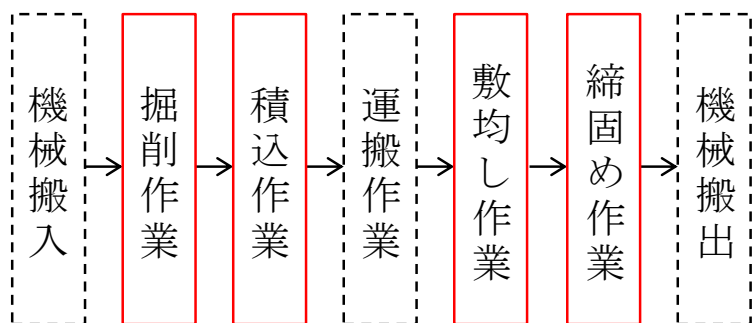 機械搬入
掘削作業
積込作業
運搬作業
敷均し作業
締固め作業
機械搬出